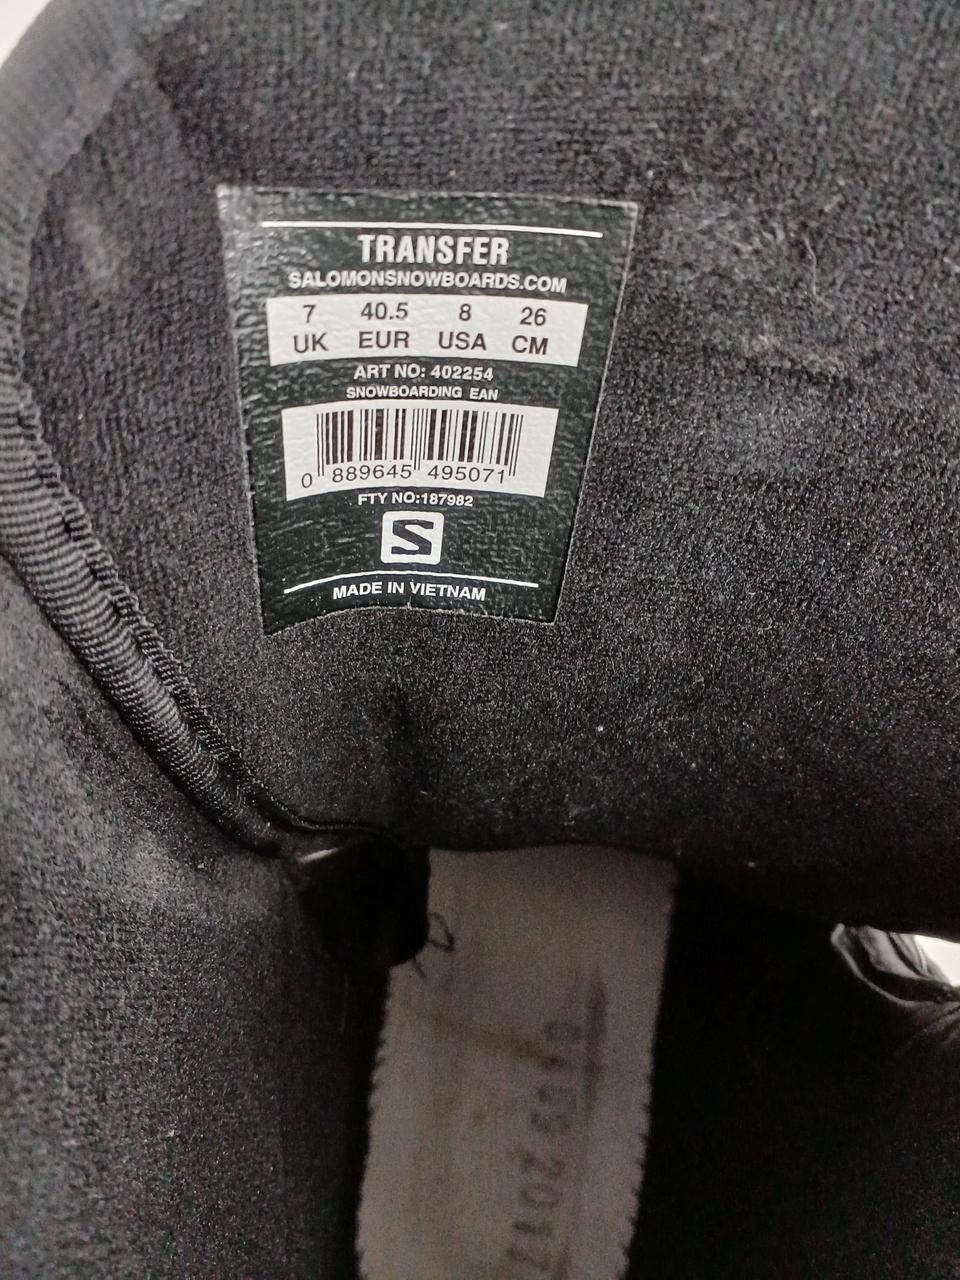 TRANSFER
SALOMONSNOWBOARDS.COM
7 40.5 8 26
UK EUR USA CM
ART NO: 402254
SNOWBOARDING EAN
0 889645 495071
FTY NO:187982
S
MADE IN VIETNAM
2017